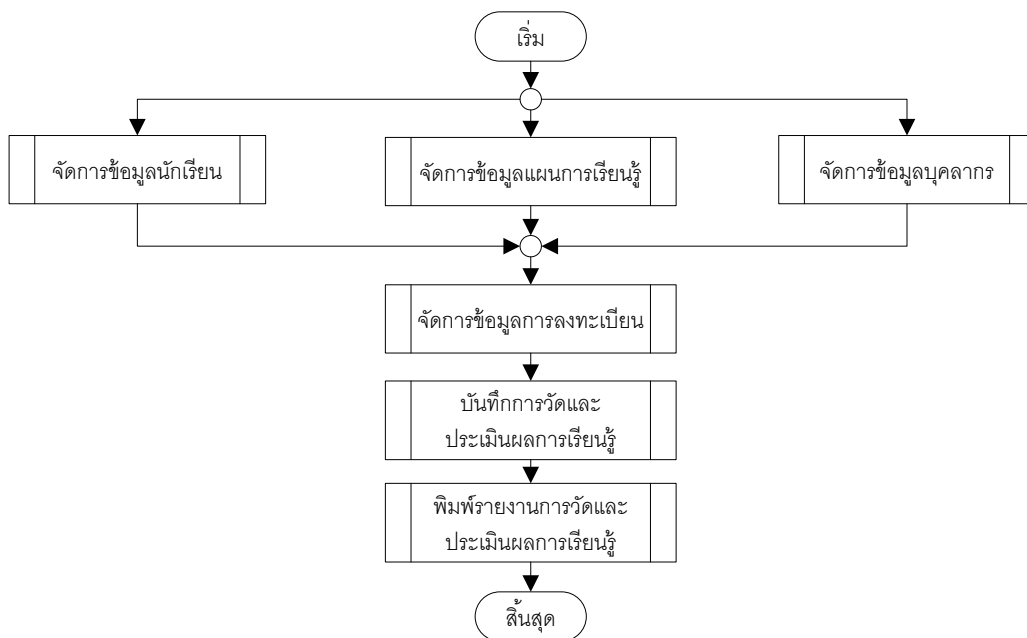 เริ่ม
จัดการข้อมูลนักเรียน
จัดการข้อมูลแผนการเรียนรู้
จัดการข้อมูลบุคลากร
จัดการข้อมูลการลงทะเบียน
บันทึกการวัดและ
ประเมินผลการเรียนรู้
พิมพ์รายงานการวัดและ
ประเมินผลการเรียนรู้
สิ้นสุด